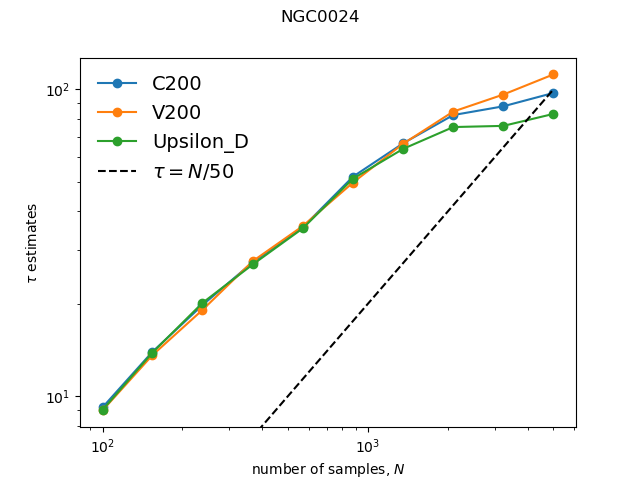 NGC0024
C200
V200
Upsilon_D
τ = N/50
10²
10¹
τ estimates
10² 10³
number of samples, N